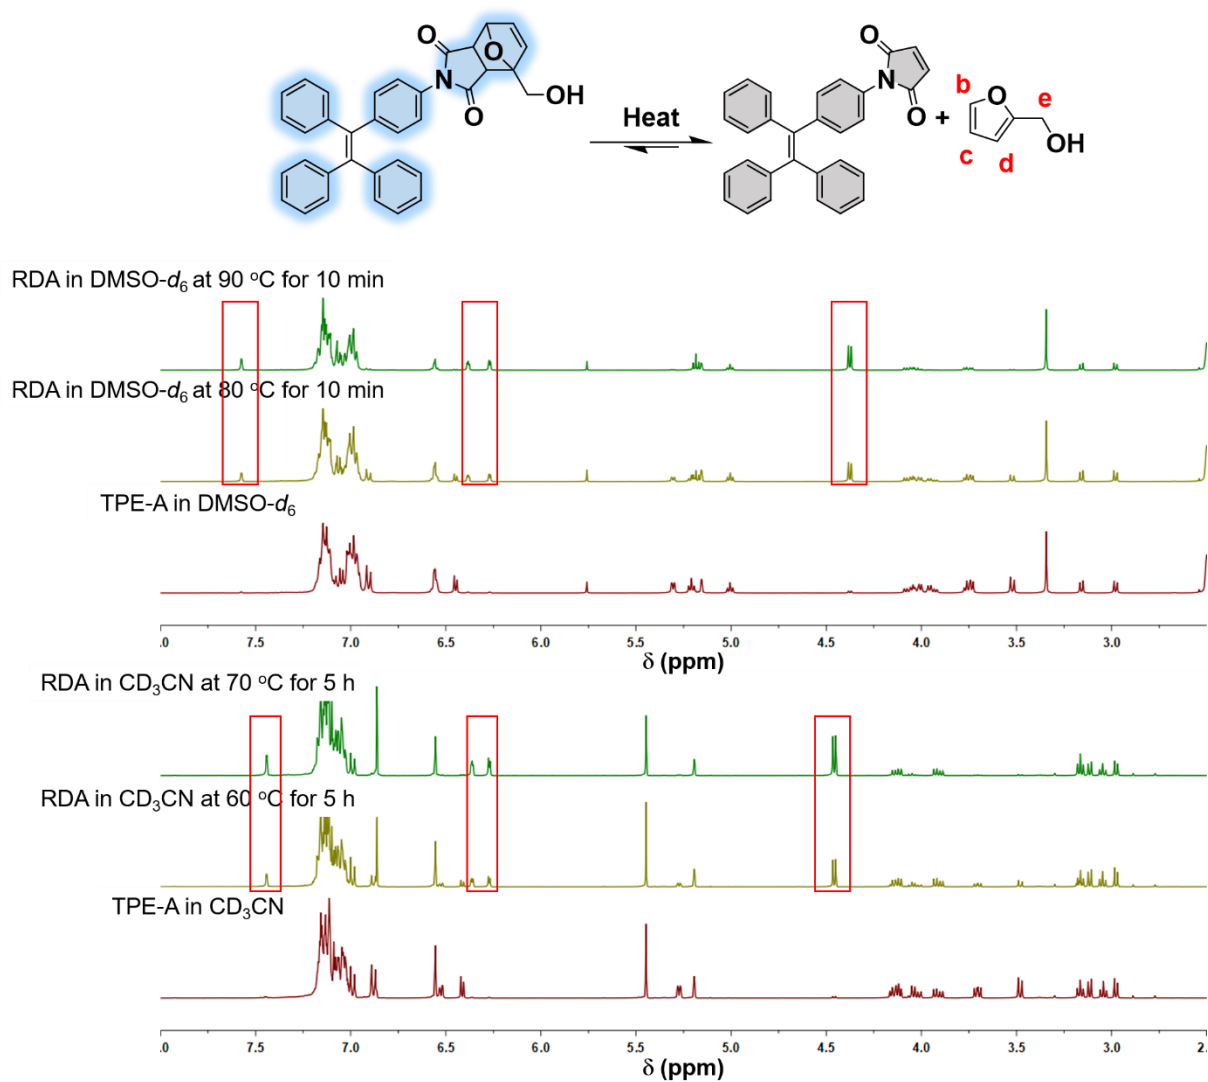 O
O
N
O
OH
Heat
O
N
O
+
b
O
e
c
d
OH
RDA in DMSO-d6 at 90 °C for 10 min
RDA in DMSO-d6 at 80 °C for 10 min
TPE-A in DMSO-d6
.0 7.5 7.0 6.5 6.0 5.5 5.0 4.5 4.0 3.5 3.0
δ (ppm)
RDA in CD3CN at 70 °C for 5 h
RDA in CD3CN at 60 °C for 5 h
TPE-A in CD3CN
.0 7.5 7.0 6.5 6.0 5.5 5.0 4.5 4.0 3.5 3.0 2.
δ (ppm)